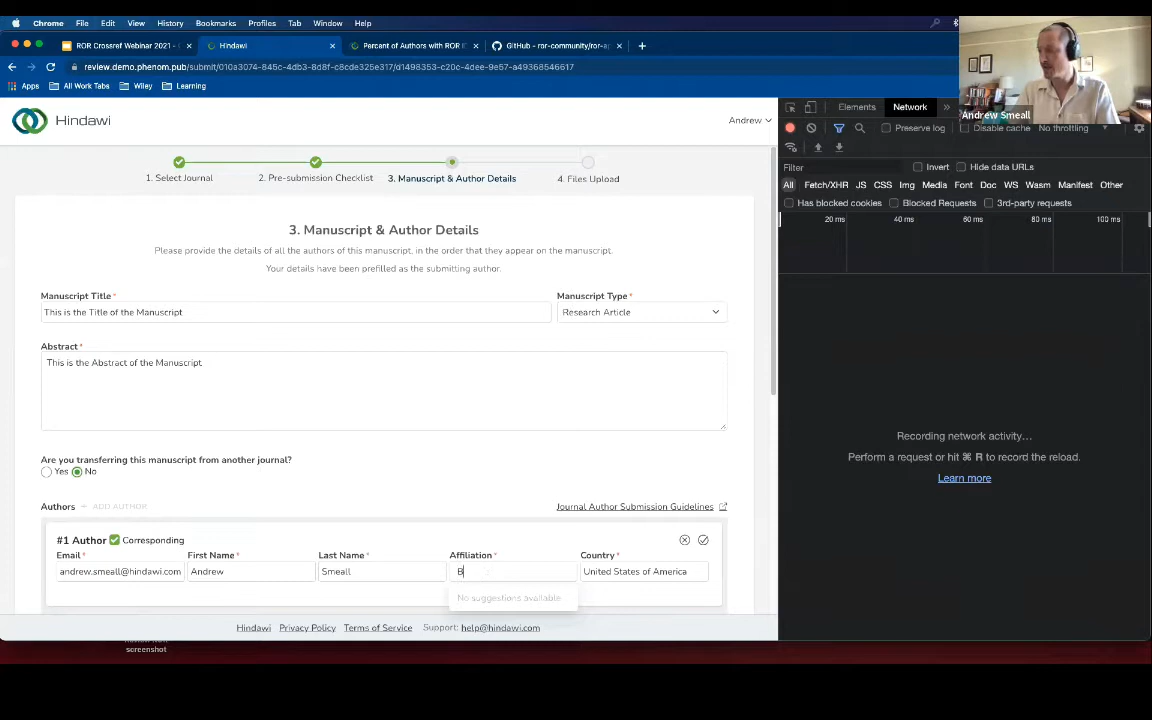 Chrome File Edit View History Bookmarks Profiles Tab Window Help
ROR Crossref Webinar 2021 - Hindawi Percent of Authors with ROR GitHub - ror-community/ror-ap
review.demo.phenom.pub/submit/010a3074-845c-4db3-8d8f-c8cde325e317/d1498353-c20c-4dee-9e57-a49368546617
Apps All Work Tabs Wiley Learning
Andrew Smeall
Elements Network »
Hindawi Andrew
Preserve log Disable cache No throttling
Filter Invert Hide data URLs
All Fetch/XHR JS CSS Img Media Font Doc WS Wasm Manifest Other
Has blocked cookies Blocked Requests 3rd-party requests
20 ms 40 ms 60 ms 80 ms 100 ms
1. Select Journal 2. Pre-submission Checklist 3. Manuscript & Author Details 4. Files Upload
3. Manuscript & Author Details
Please provide the details of all the authors of this manuscript, in the order that they appear on the manuscript.
Your details have been prefilled as the submitting author.
Manuscript Title * Manuscript Type *
This is the Title of the Manuscript Research Article
Abstract *
This is the Abstract of the Manuscript
Are you transferring this manuscript from another journal?
Yes No
Authors + ADD AUTHOR Journal Author Submission Guidelines
#1 Author Corresponding
Email * First Name * Last Name * Affiliation * Country *
andrew.smeall@hindawi.com Andrew Smeall B United States of America
No suggestions available
Hindawi Privacy Policy Terms of Service Support: help@hindawi.com
Recording network activity…
Perform a request or hit ⌘ R to record the reload.
Learn more
screenshot